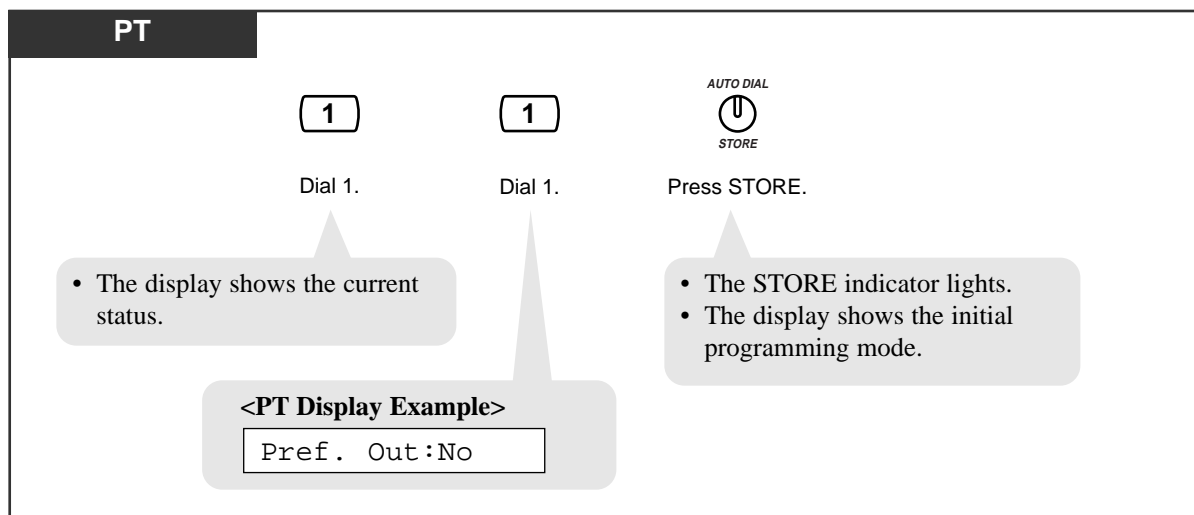 PT
AUTO DIAL
1 1
STORE
Dial 1. Dial 1. Press STORE.
• The display shows the current
status.
• The STORE indicator lights.
• The display shows the initial
programming mode.
<PT Display Example>
Pref. Out:No